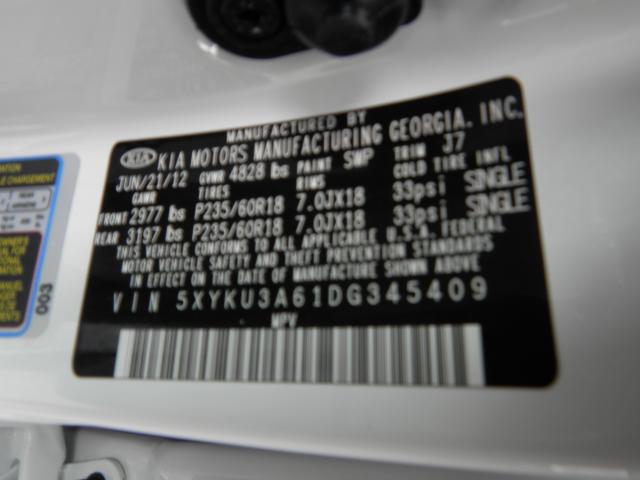 MANUFACTURED BY
KIA KIA MOTORS MANUFACTURING GEORGIA. INC.
JUN/21/12 GVWR 4828 lbs PAINT SWP TRIM J7
GAWR TIRES RIMS COLD TIRE INFL
FRONT 2977 lbs P235/60R18 7.0JX18 33psi SINGLE
REAR 3197 lbs P235/60R18 7.0JX18 33psi SINGLE
THIS VEHICLE CONFORMS TO ALL APPLICABLE U.S.A. FEDERAL
MOTOR VEHICLE SAFETY AND THEFT PREVENTION STANDARDS
IN EFFECT ON THE DATE OF MANUFACTURE SHOWN ABOVE
VIN 5XYKU3A61DG345409
MPV
003